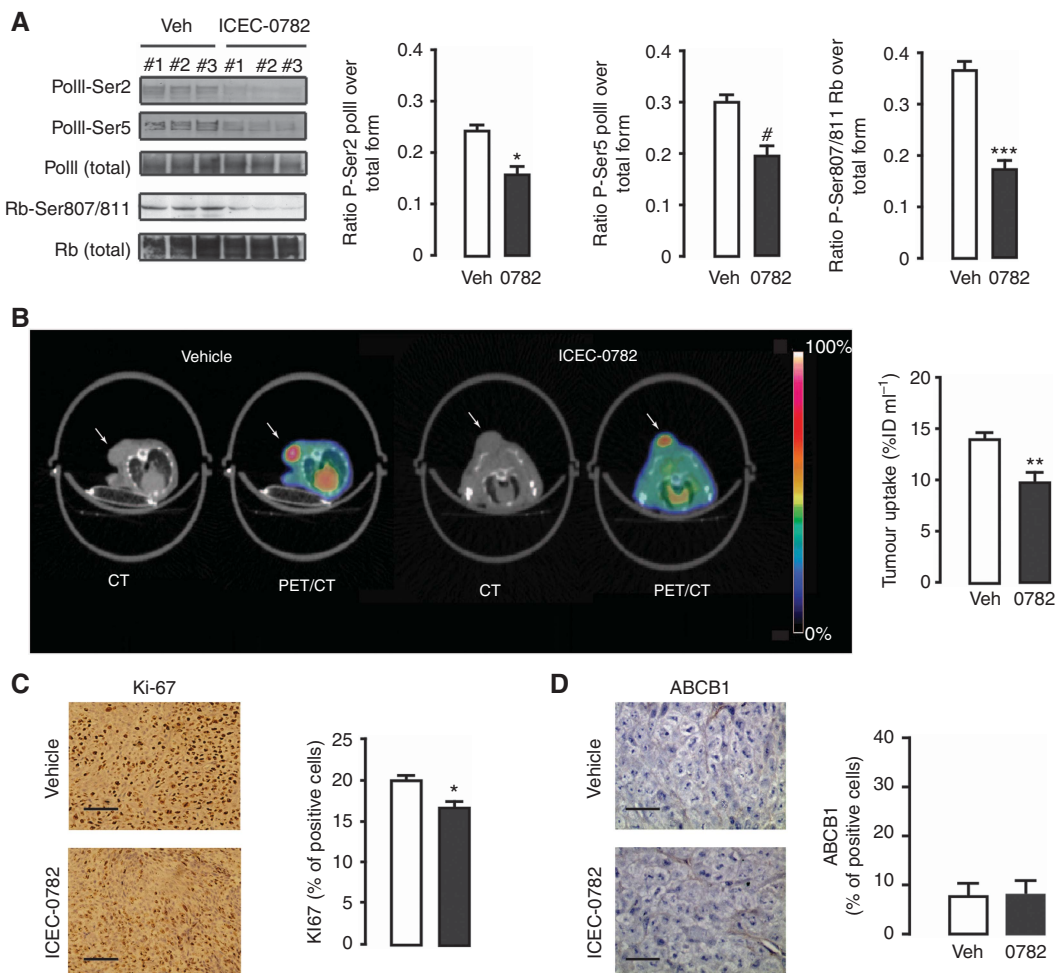 A
Veh ICEC-0782
#1 #2 #3 #1 #2 #3
PolII-Ser2
PolII-Ser5
PolII (total)
Rb-Ser807/811
Rb (total)
Ratio P-Ser2 polII over
total form
0.4
0.3
0.2
0.1
0
*
Veh 0782
Ratio P-Ser5 polII over
total form
0.4
0.3
0.2
0.1
0
#
Veh 0782
Ratio P-Ser807/811 Rb over
total form
0.4
0.3
0.2
0.1
0
***
Veh 0782
B
Vehicle
ICEC-0782
CT
PET/CT
CT
PET/CT
100%
0%
Tumour uptake (%ID ml–1)
20
15
10
5
0
**
Veh 0782
C
Ki-67
Vehicle
ICEC-0782
KI67 (% of positive cells)
25
20
15
10
5
0
*
D
ABCB1
Vehicle
ICEC-0782
ABCB1
(% of positive cells)
40
30
20
10
0
Veh 0782